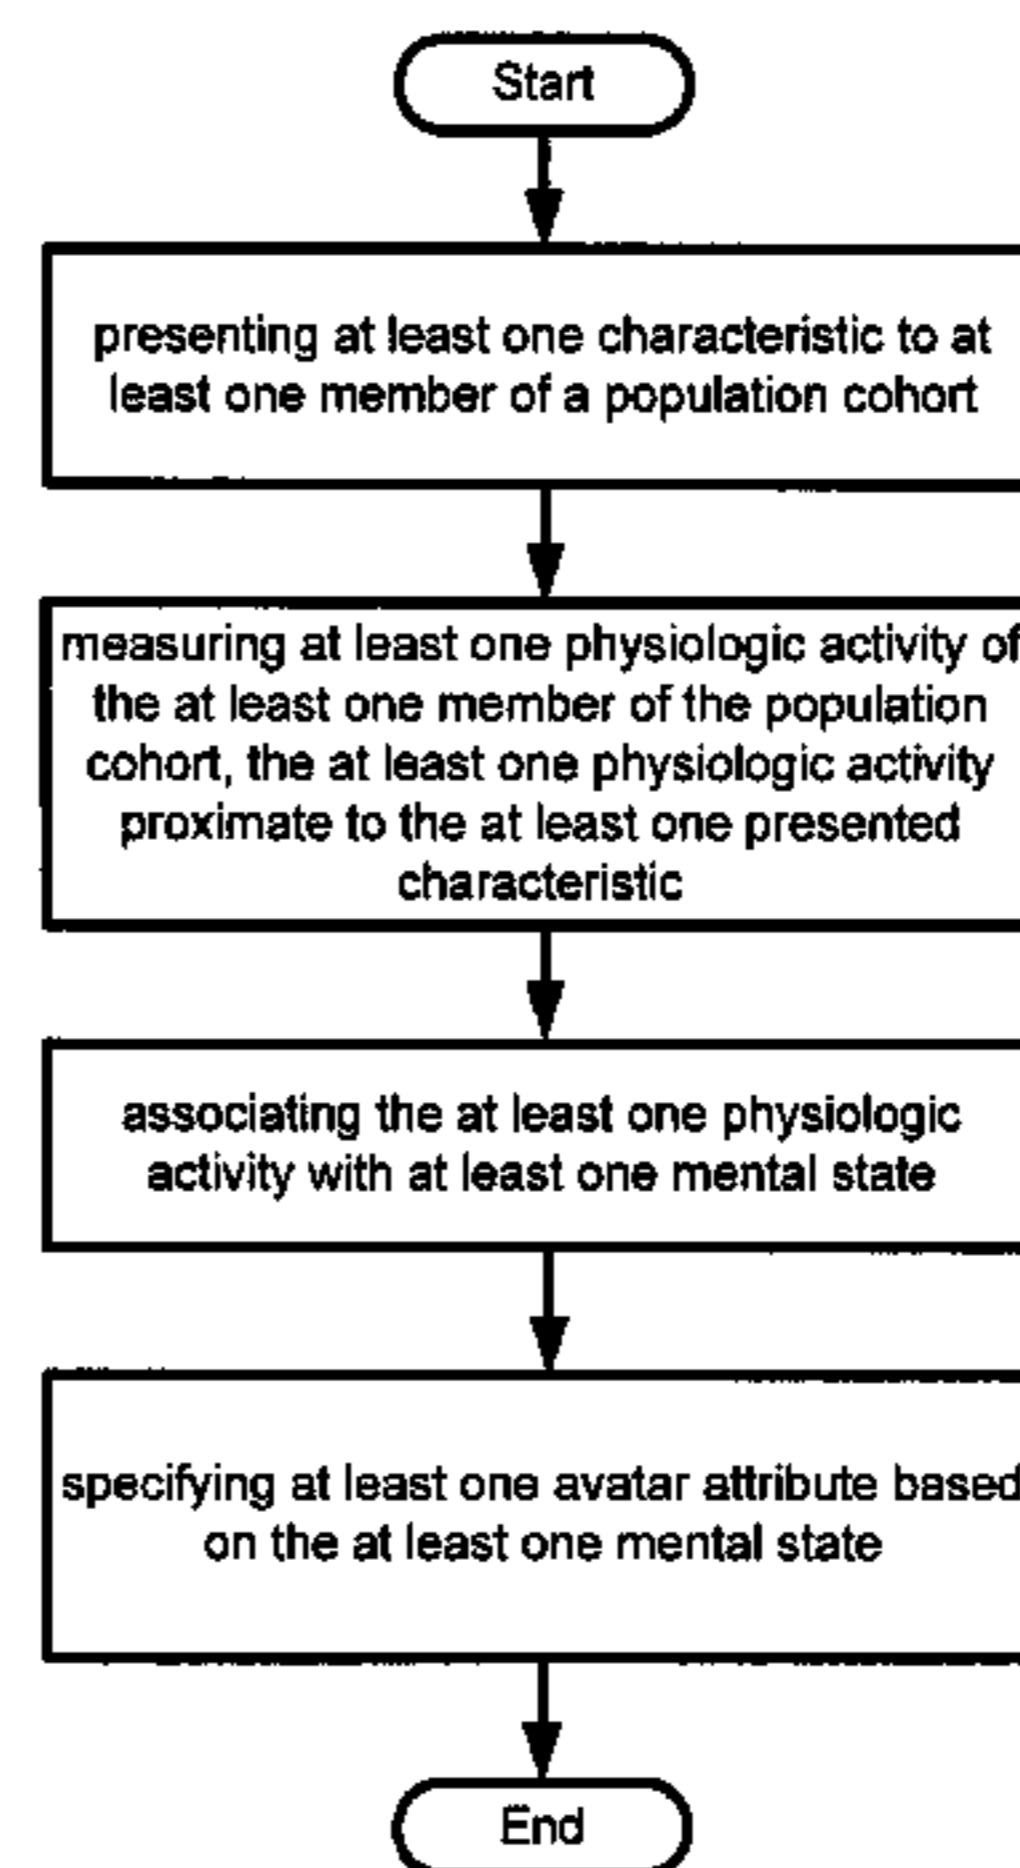 Start
presenting at least one characteristic to at
least one member of a population cohort
measuring at least one physiologic activity of
the at least one member of the population
cohort, the at least one physiologic activity
proximate to the at least one presented
characteristic
associating the at least one physiologic
activity with at least one mental state
specifying at least one avatar attribute based
on the at least one mental state
End